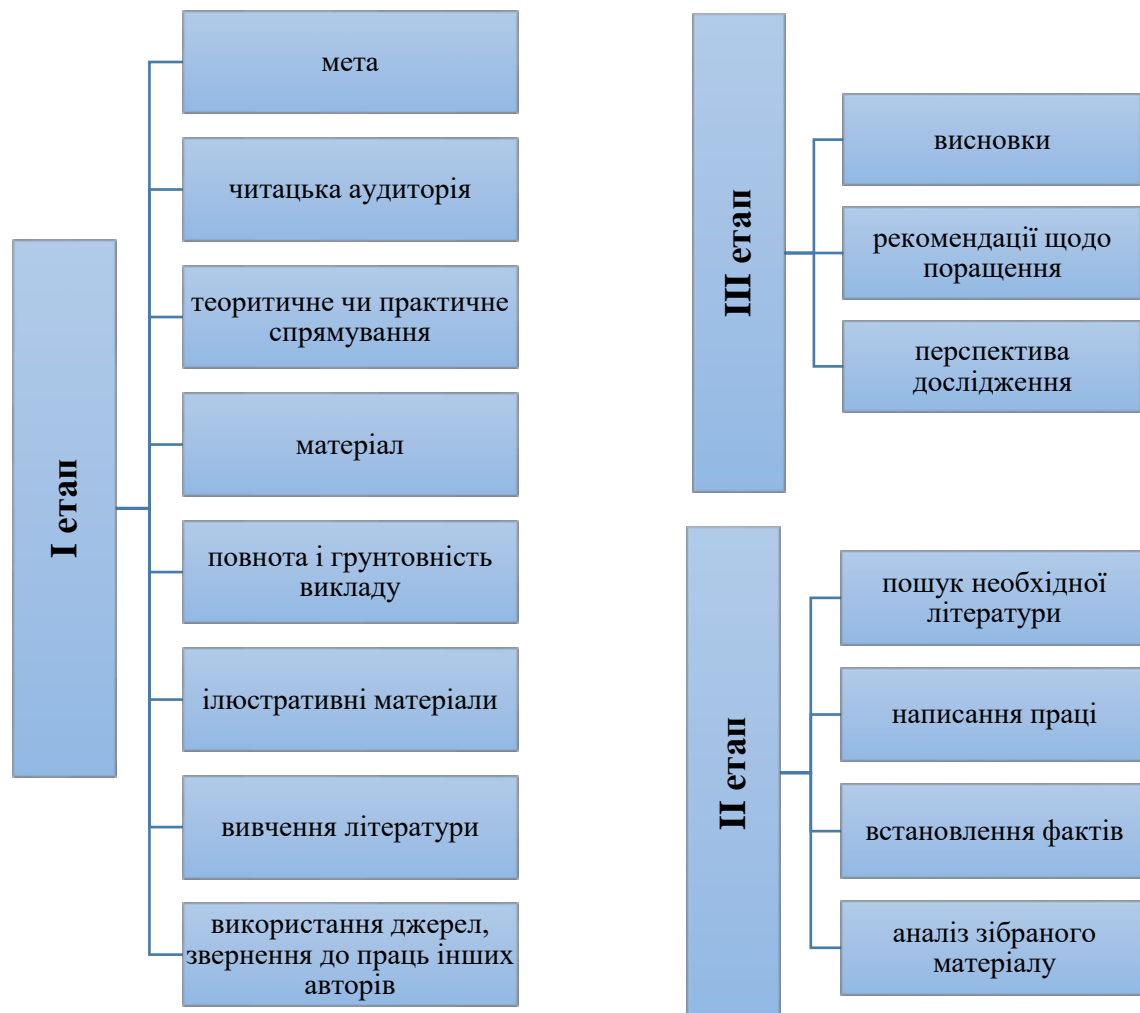 І етап
мета
читацька аудиторія
теоритичне чи практичне
спрямування
матеріал
повнота і грунтовність
викладу
ілюстративні матеріали
вивчення літератури
використання джерел,
звернення до праць інших
авторів
ІІІ етап
висновки
рекомендації щодо
поращення
перспектива
дослідження
ІІ етап
пошук необхідної
літератури
написання праці
встановлення фактів
аналіз зібраного
матеріалу